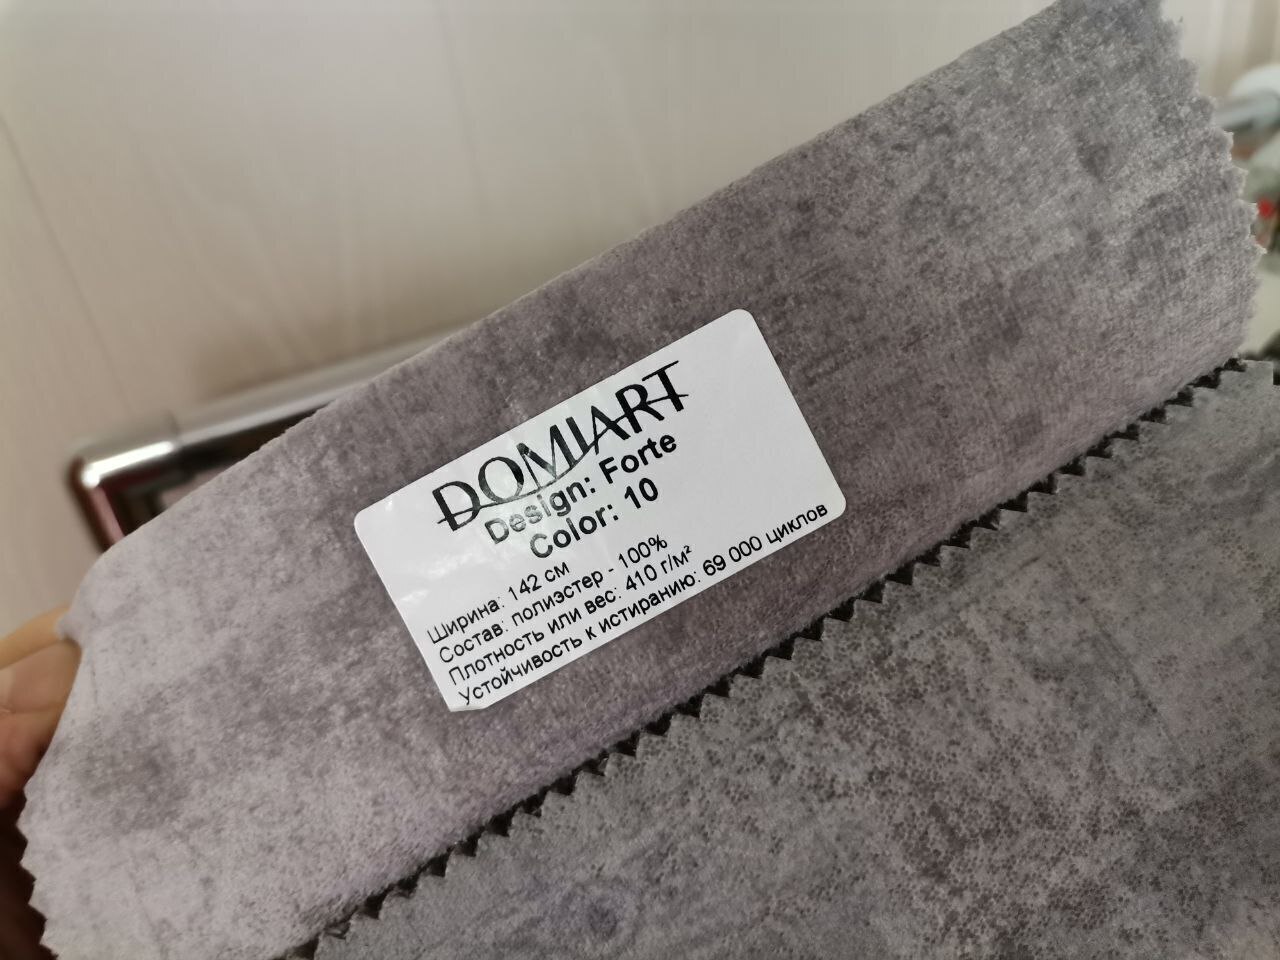 DOMIART
Design: Forte
Color: 10
Ширина: 142 см
Состав: полиэстер - 100%
Плотность или вес: 410 г/м²
Устойчивость к истиранию: 69 000 циклов